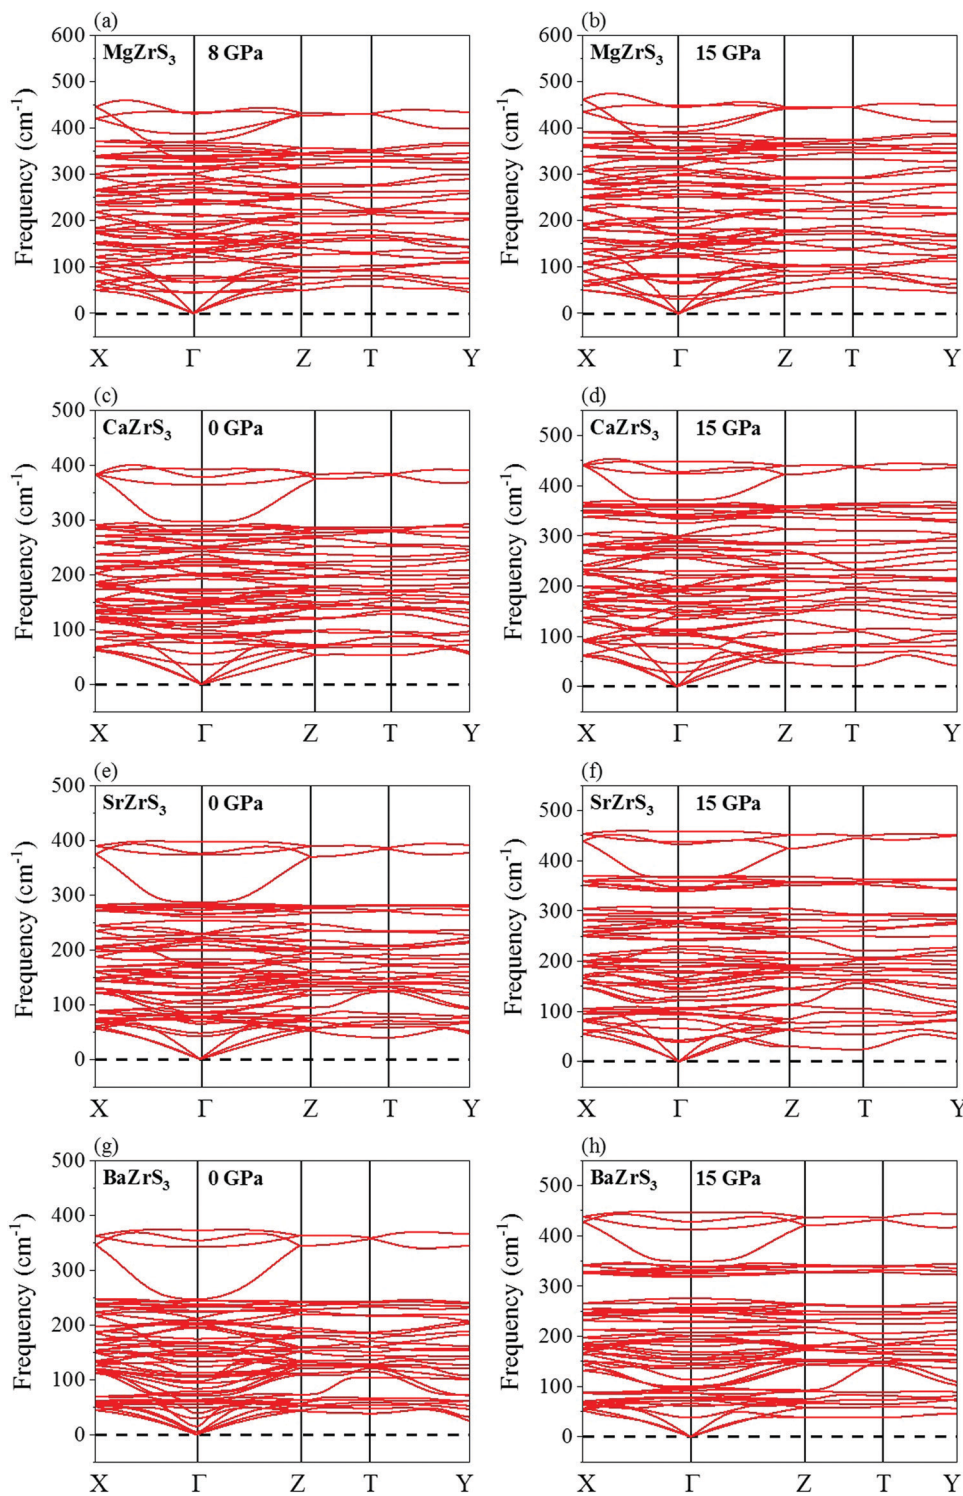 (a)
MgZrS3 8 GPa
600
500
400
300
200
100
0
Frequency (cm-1)
X Γ Z T Y
(b)
MgZrS3 15 GPa
600
500
400
300
200
100
0
Frequency (cm-1)
X Γ Z T Y
(c)
CaZrS3 0 GPa
500
400
300
200
100
0
Frequency (cm-1)
X Γ Z T Y
(d)
CaZrS3 15 GPa
500
400
300
200
100
0
Frequency (cm-1)
X Γ Z T Y
(e)
SrZrS3 0 GPa
500
400
300
200
100
0
Frequency (cm-1)
X Γ Z T Y
(f)
SrZrS3 15 GPa
500
400
300
200
100
0
Frequency (cm-1)
X Γ Z T Y
(g)
BaZrS3 0 GPa
500
400
300
200
100
0
Frequency (cm-1)
X Γ Z T Y
(h)
BaZrS3 15 GPa
500
400
300
200
100
0
Frequency (cm-1)
X Γ Z T Y